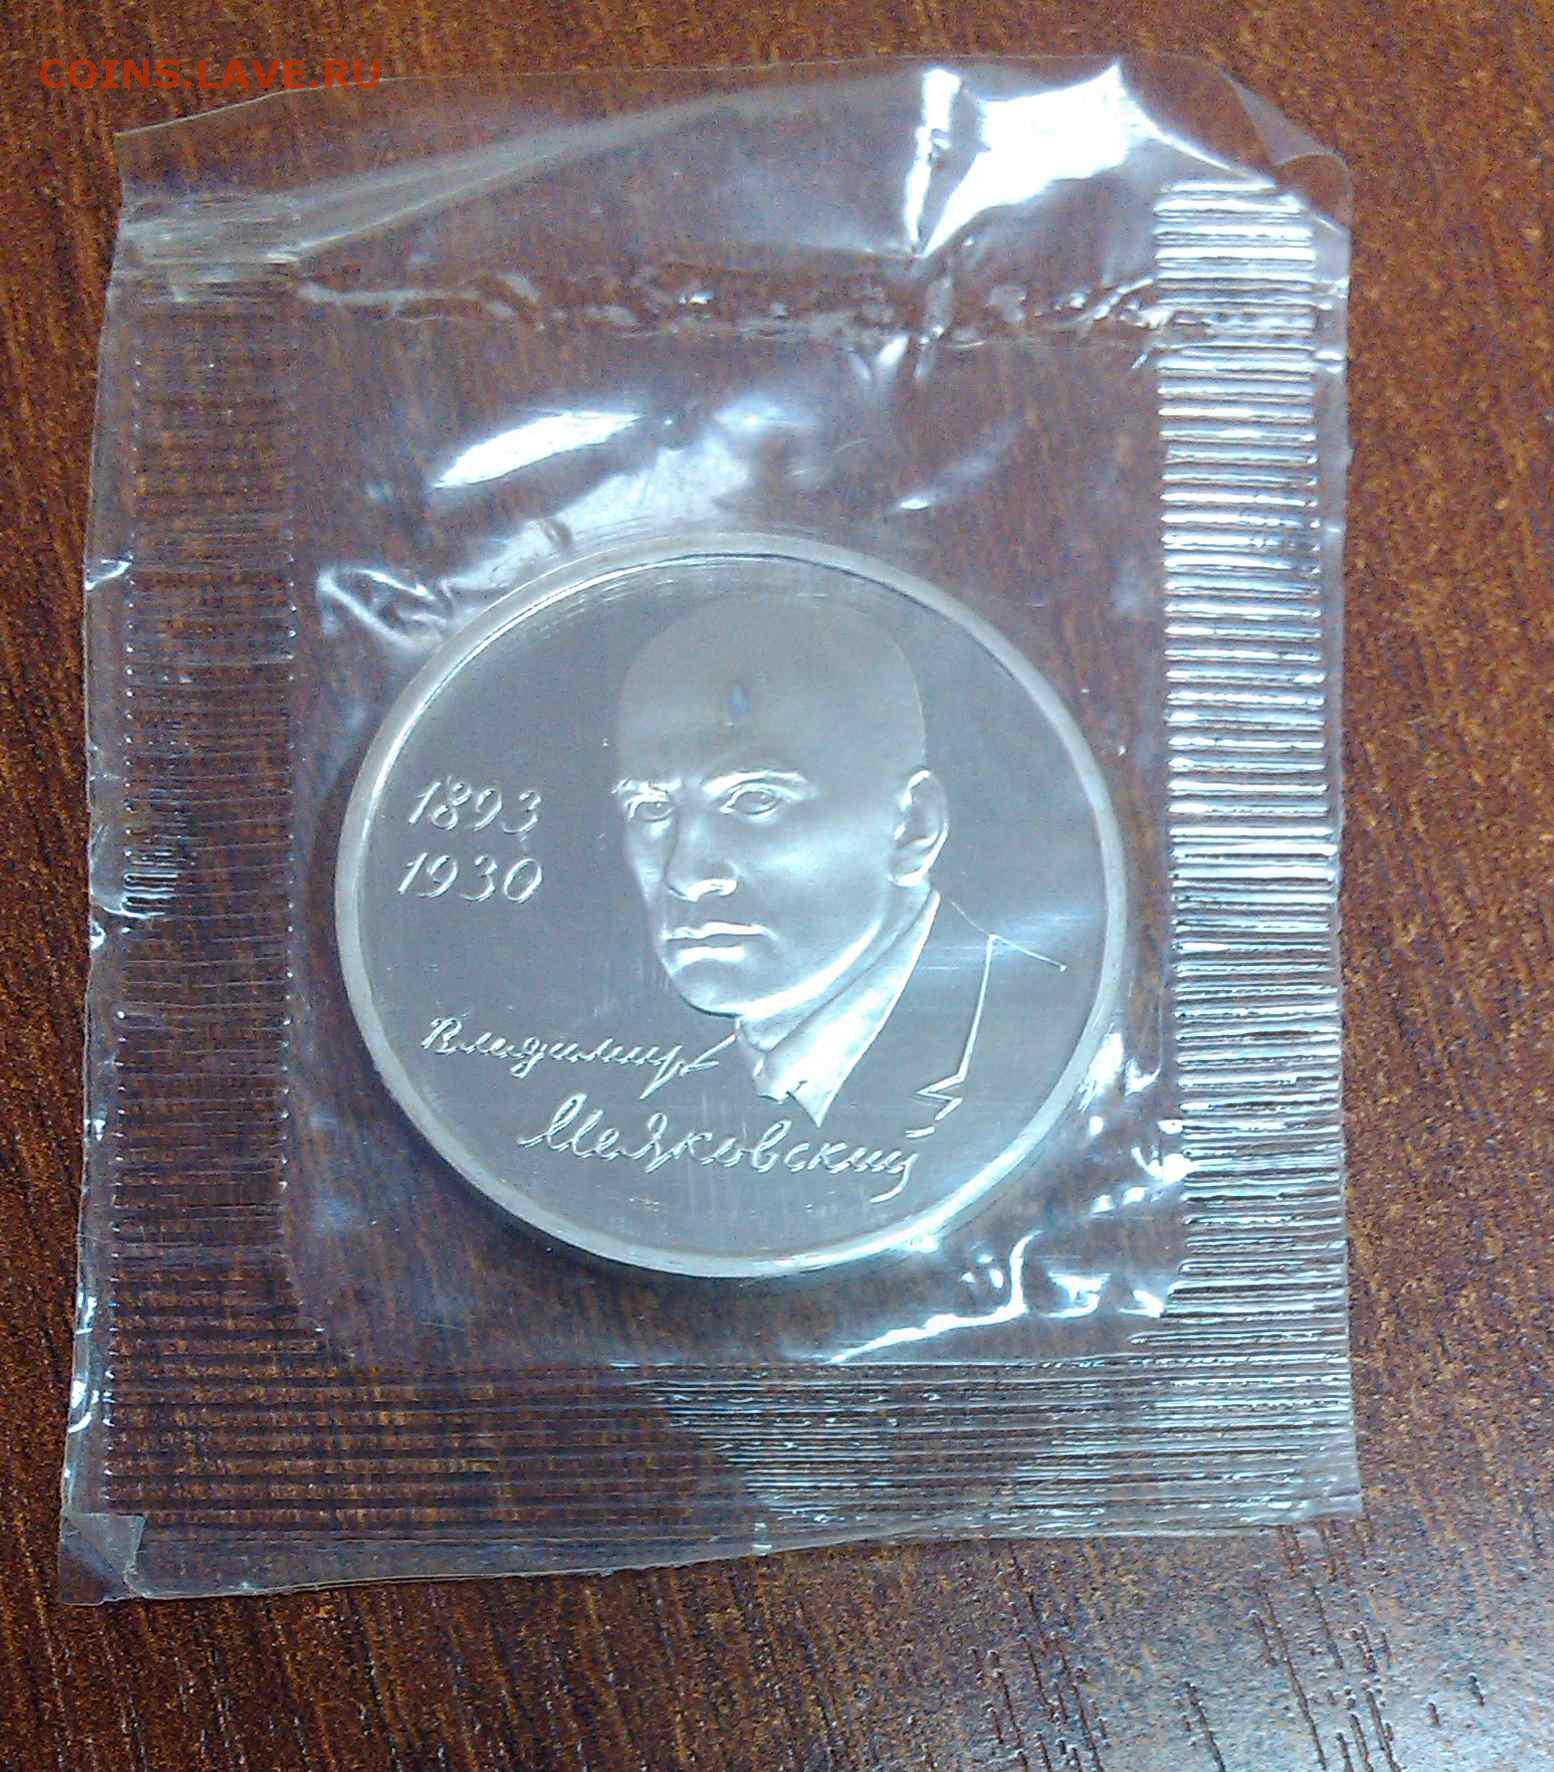 COINS.LAVE.RU
1893
1930
Владимир
Маяковский